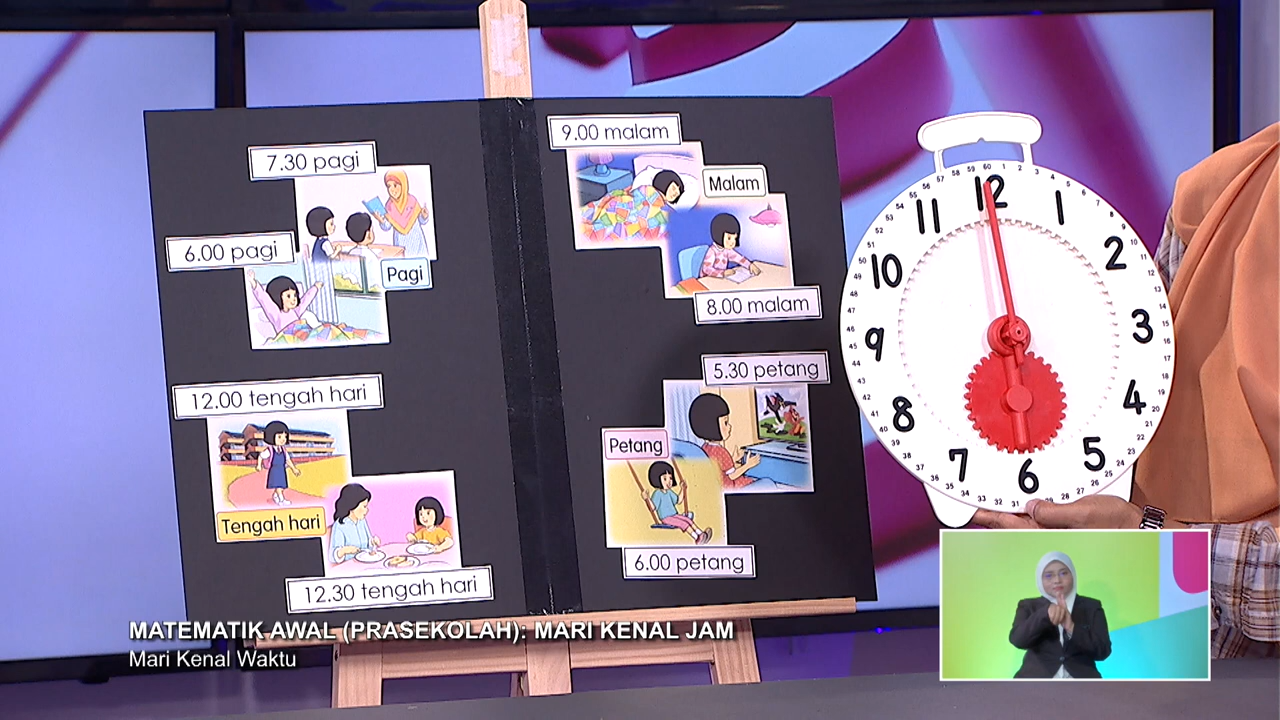 7.30 pagi
6.00 pagi
Pagi
12.00 tengah hari
Tengah hari
12.30 tengah hari
9.00 malam
Malam
8.00 malam
5.30 petang
Petang
6.00 petang
12
1
2
3
4
5
6
7
8
9
10
11
MATEMATIK AWAL (PRASEKOLAH): MARI KENAL JAM
Mari Kenal Waktu